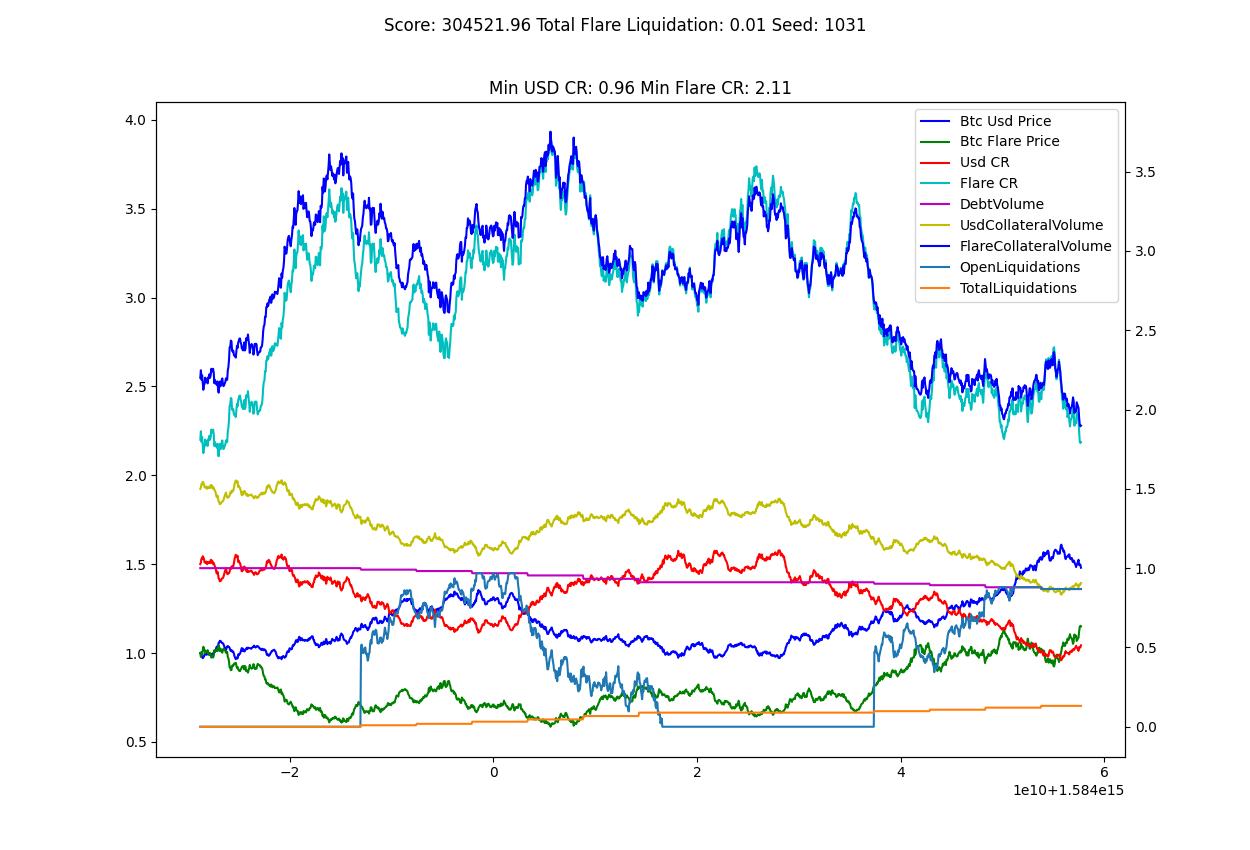 Score: 304521.96 Total Flare Liquidation: 0.01 Seed: 1031
Min USD CR: 0.96 Min Flare CR: 2.11
4.0
3.5
3.0
2.5
2.0
1.5
1.0
0.5
Btc Usd Price
Btc Flare Price
Usd CR
Flare CR
DebtVolume
UsdCollateralVolume
FlareCollateralVolume
OpenLiquidations
TotalLiquidations
3.5
3.0
2.5
2.0
1.5
1.0
0.5
0.0
−2 0 2 4 6
1e10+1.584e15